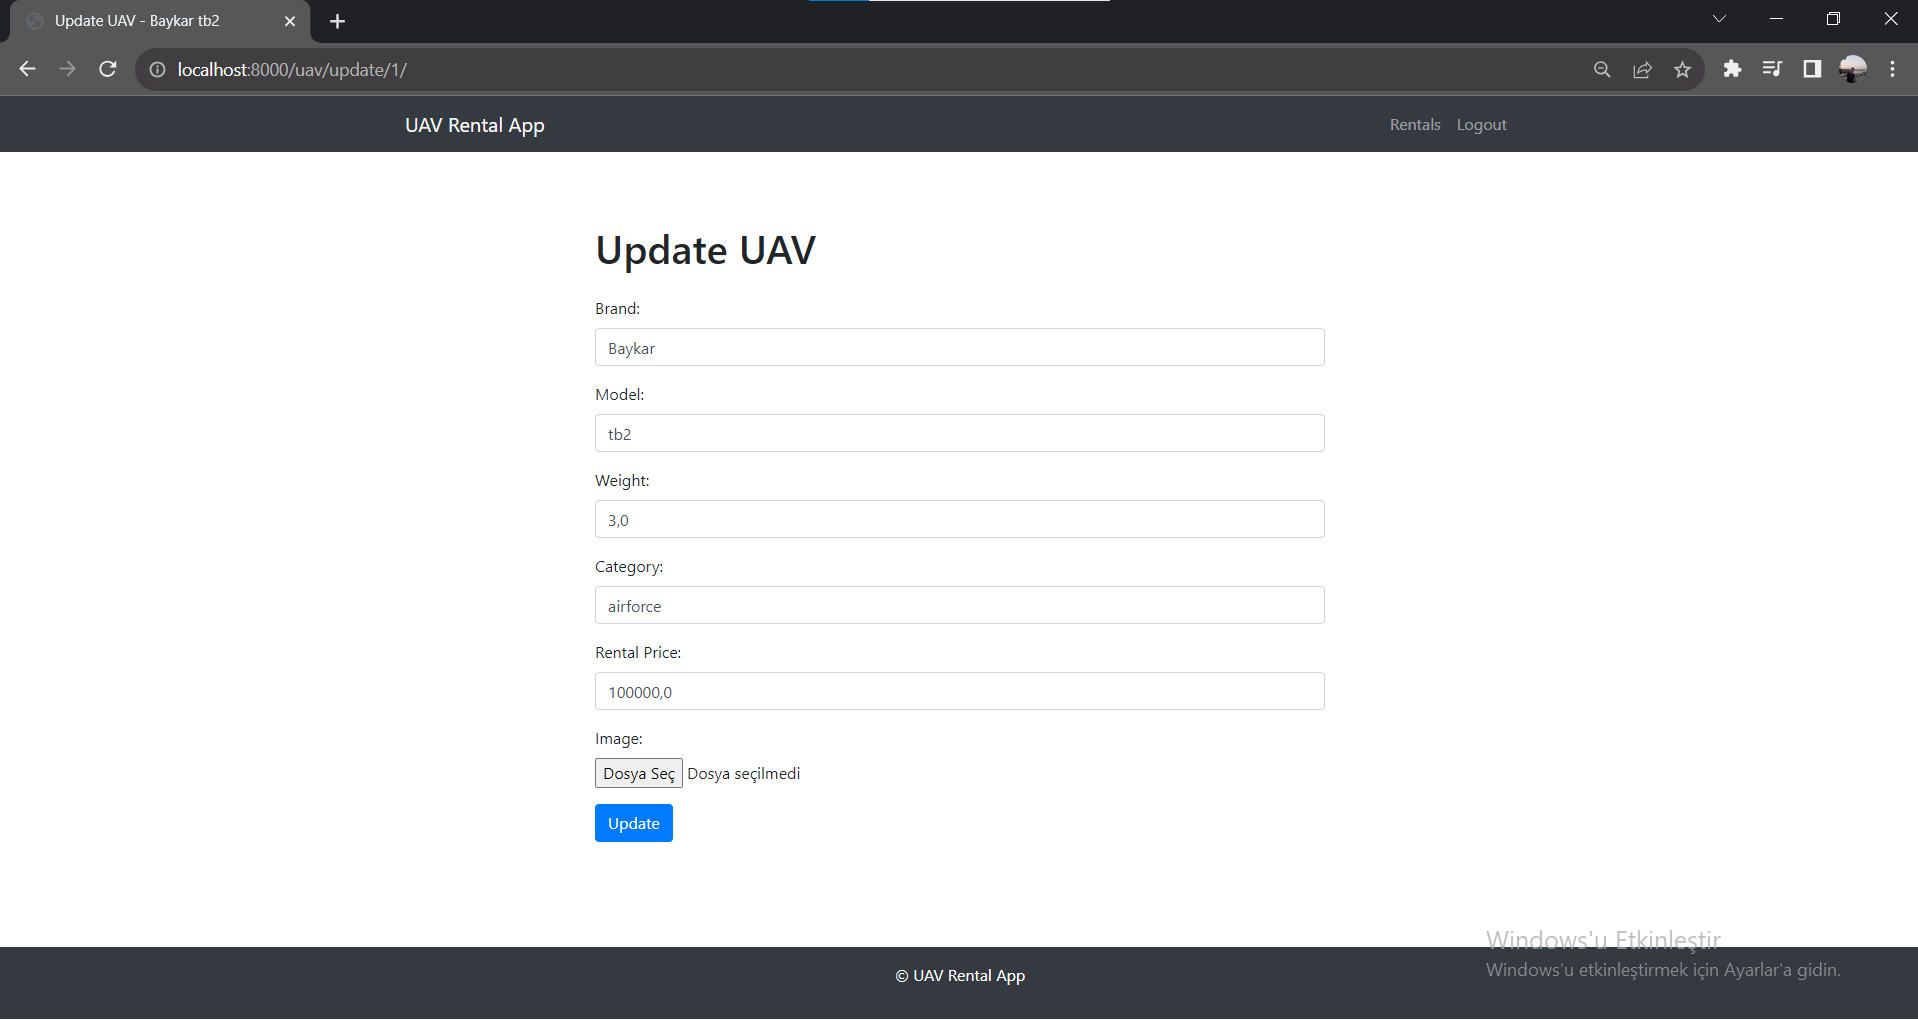 Update UAV - Baykar tb2
localhost:8000/uav/update/1/
UAV Rental App
Rentals Logout
Update UAV
Brand:
Baykar
Model:
tb2
Weight:
3,0
Category:
airforce
Rental Price:
100000,0
Image:
Dosya Seç Dosya seçilmedi
Update
Windows'u Etkinleştir
Windows'u etkinleştirmek için Ayarlar'a gidin.
© UAV Rental App